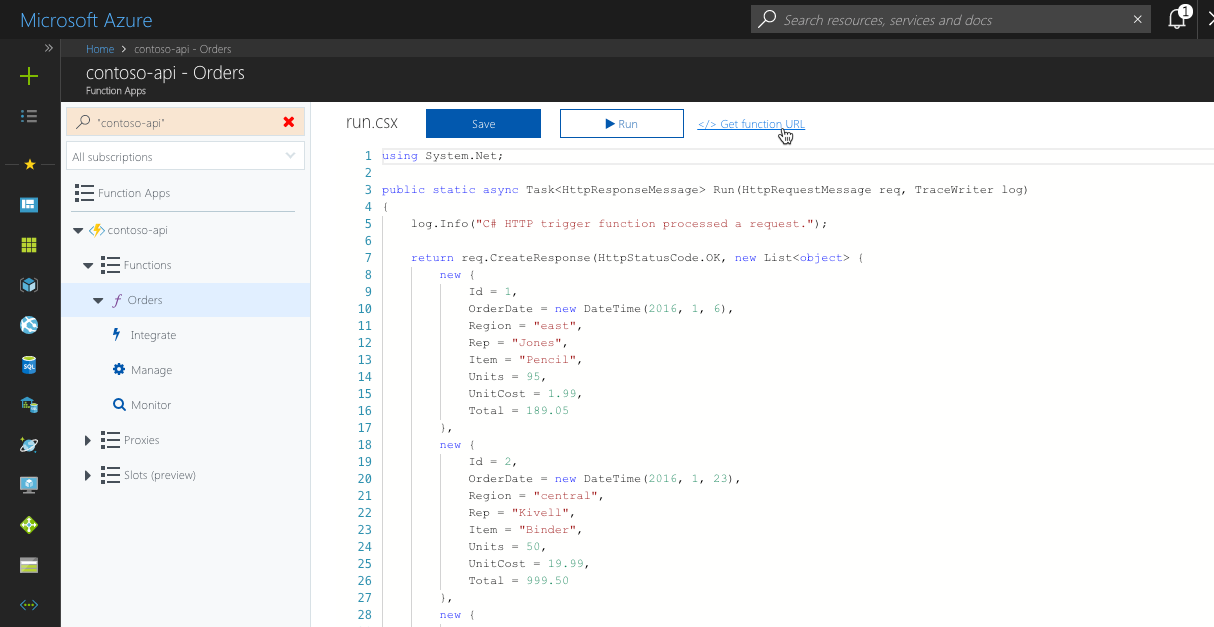 Microsoft Azure
Search resources, services and docs
1
Home > contoso-api - Orders
contoso-api - Orders
Function Apps
"contoso-api"
All subscriptions
Function Apps
contoso-api
Functions
Orders
Integrate
Manage
Monitor
Proxies
Slots (preview)
SQL
run.csx
Save
Run
</> Get function URL
1 using System.Net;
2
3 public static async Task<HttpResponseMessage> Run(HttpRequestMessage req, TraceWriter log)
4 {
5 log.Info("C# HTTP trigger function processed a request.");
6
7 return req.CreateResponse(HttpStatusCode.OK, new List<object> {
8 new {
9 Id = 1,
10 OrderDate = new DateTime(2016, 1, 6),
11 Region = "east",
12 Rep = "Jones",
13 Item = "Pencil",
14 Units = 95,
15 UnitCost = 1.99,
16 Total = 189.05
17 },
18 new {
19 Id = 2,
20 OrderDate = new DateTime(2016, 1, 23),
21 Region = "central",
22 Rep = "Kivell",
23 Item = "Binder",
24 Units = 50,
25 UnitCost = 19.99,
26 Total = 999.50
27 },
28 new {